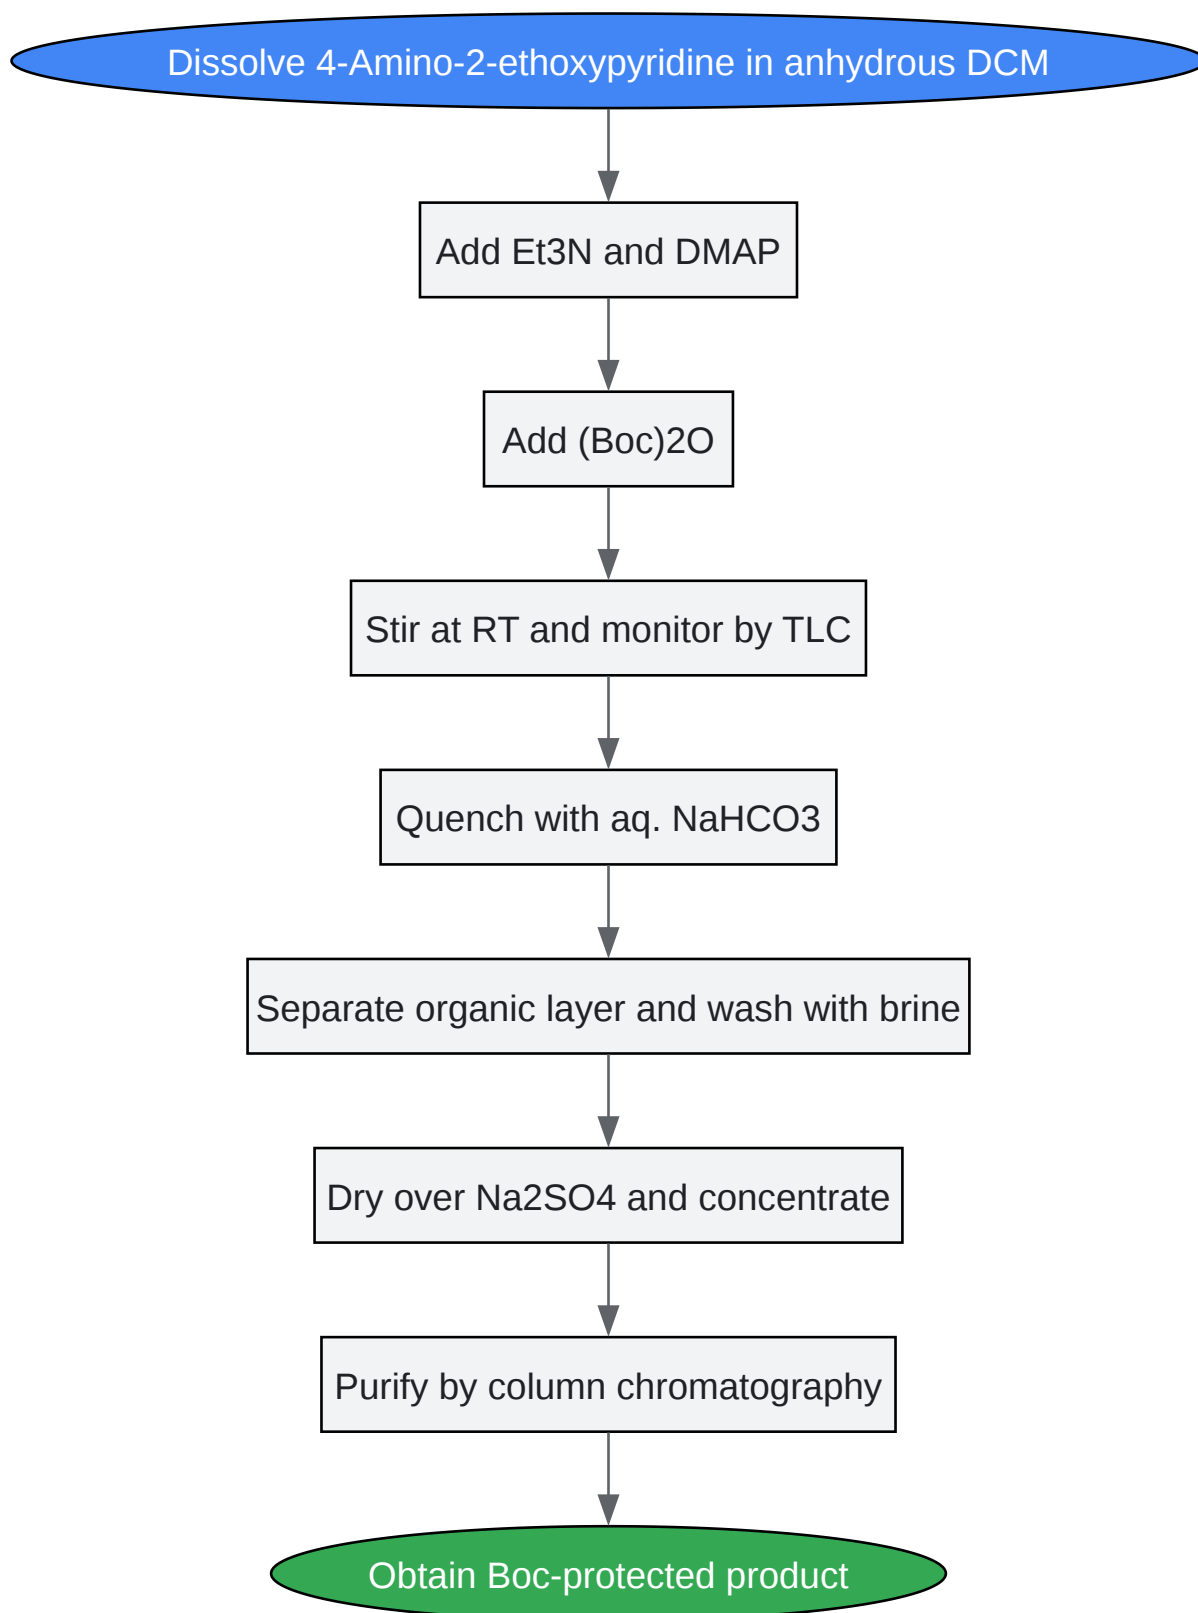 Dissolve 4-Amino-2-ethoxypyridine in anhydrous DCM
Add Et3N and DMAP
Add (Boc)2O
Stir at RT and monitor by TLC
Quench with aq. NaHCO3
Separate organic layer and wash with brine
Dry over Na2SO4 and concentrate
Purify by column chromatography
Obtain Boc-protected product